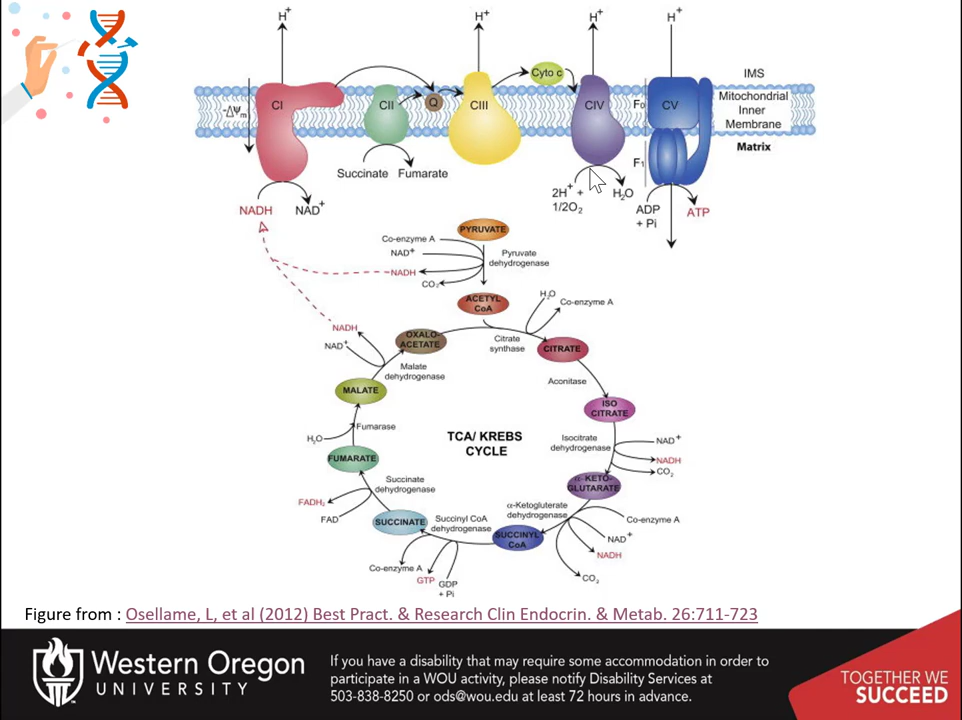 H+
H+
H+
H+
Cyto c
IMS
CI
CII
Q
CIII
CIV
F₀
CV
Mitochondrial
Inner
Membrane
-ΔΨm
Matrix
F₁
Succinate
Fumarate
2H+ +
1/2O₂
H₂O
NADH
NAD+
ADP
+ Pi
ATP
PYRUVATE
Co-enzyme A
NAD+
NADH
CO₂
Pyruvate
dehydrogenase
ACETYL
CoA
H₂O
Co-enzyme A
NADH
NAD+
OXALO-
ACETATE
Citrate
synthase
CITRATE
Malate
dehydrogenase
Aconitase
MALATE
ISO
CITRATE
H₂O
Fumarase
TCA/ KREBS
CYCLE
Isocitrate
dehydrogenase
NAD+
NADH
CO₂
FUMARATE
α-KETO-
GLUTARATE
Succinate
dehydrogenase
FADH₂
FAD
SUCCINATE
Succinyl CoA
dehydrogenase
α-Ketogluterate
dehydrogenase
SUCCINYL
CoA
Co-enzyme A
NAD+
NADH
CO₂
Co-enzyme A
GTP
GDP
+ Pi
Figure from : Osellame, L, et al (2012) Best Pract. & Research Clin Endocrin. & Metab. 26:711-723
Western Oregon
UNIVERSITY
If you have a disability that may require some accommodation in order to
participate in a WOU activity, please notify Disability Services at
503-838-8250 or ods@wou.edu at least 72 hours in advance.
TOGETHER WE
SUCCEED